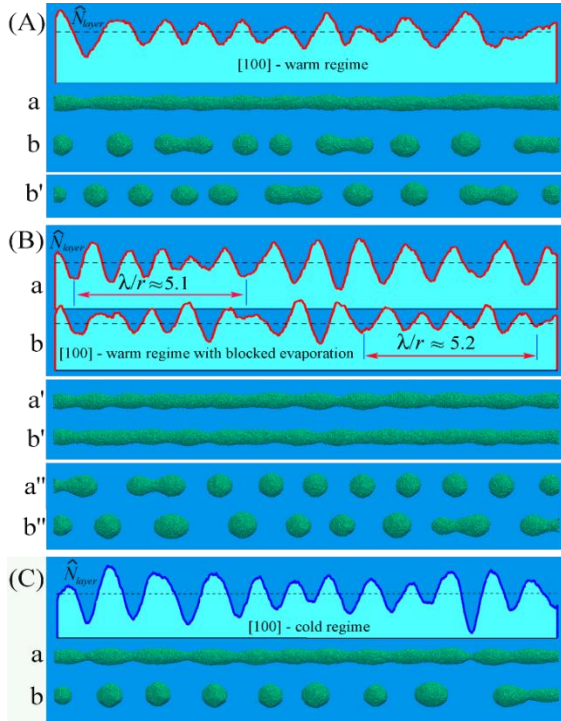 (A)
N̂layer
[100] - warm regime
a
b
b'
(B)
N̂layer
a
λ/r ≈ 5.1
b
λ/r ≈ 5.2
[100] - warm regime with blocked evaporation
a'
b'
a"
b"
(C)
N̂layer
[100] - cold regime
a
b